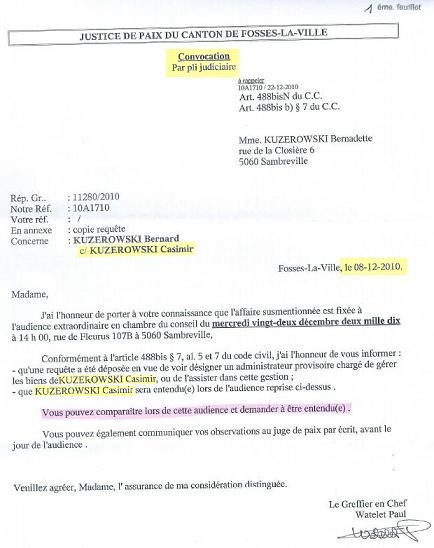 1 ème. feuillet
JUSTICE DE PAIX DU CANTON DE FOSSES-LA-VILLE
Convocation
Par pli judiciaire
à rappeler
10A1710 / 22-12-2010
Art. 488bisN du C.C.
Art. 488bis b) § 7 du C.C.
Mme. KUZEROWSKI Bernadette
rue de la Closière 6
5060 Sambreville
Rép. Gr.. : 11280/2010
Notre Réf. : 10A1710
Votre réf. : /
En annexe : copie requête
Concerne : KUZEROWSKI Bernard
c/ KUZEROWSKI Casimir
Fosses-La-Ville, le 08-12-2010.
Madame,
J'ai l'honneur de porter à votre connaissance que l'affaire susmentionnée est fixée à
l'audience extraordinaire en chambre du conseil du mercredi vingt-deux décembre deux mille dix
à 14 h 00, rue de Fleurus 107B à 5060 Sambreville,
Conformément à l'article 488bis § 7, al. 5 et 7 du code civil, j'ai l'honneur de vous informer :
- qu'une requête a été déposée en vue de voir désigner un administrateur provisoire chargé de gérer
les biens de KUZEROWSKI Casimir, ou de l'assister dans cette gestion ;
- que KUZEROWSKI Casimir sera entendu(e) lors de l'audience reprise ci-dessus .
Vous pouvez comparaître lors de cette audience et demander à être entendu(e) .
Vous pouvez également communiquer vos observations au juge de paix par écrit, avant le
jour de l'audience .
Veuillez agréer, Madame, l'assurance de ma considération distinguée.
Le Greffier en Chef
Watelet Paul